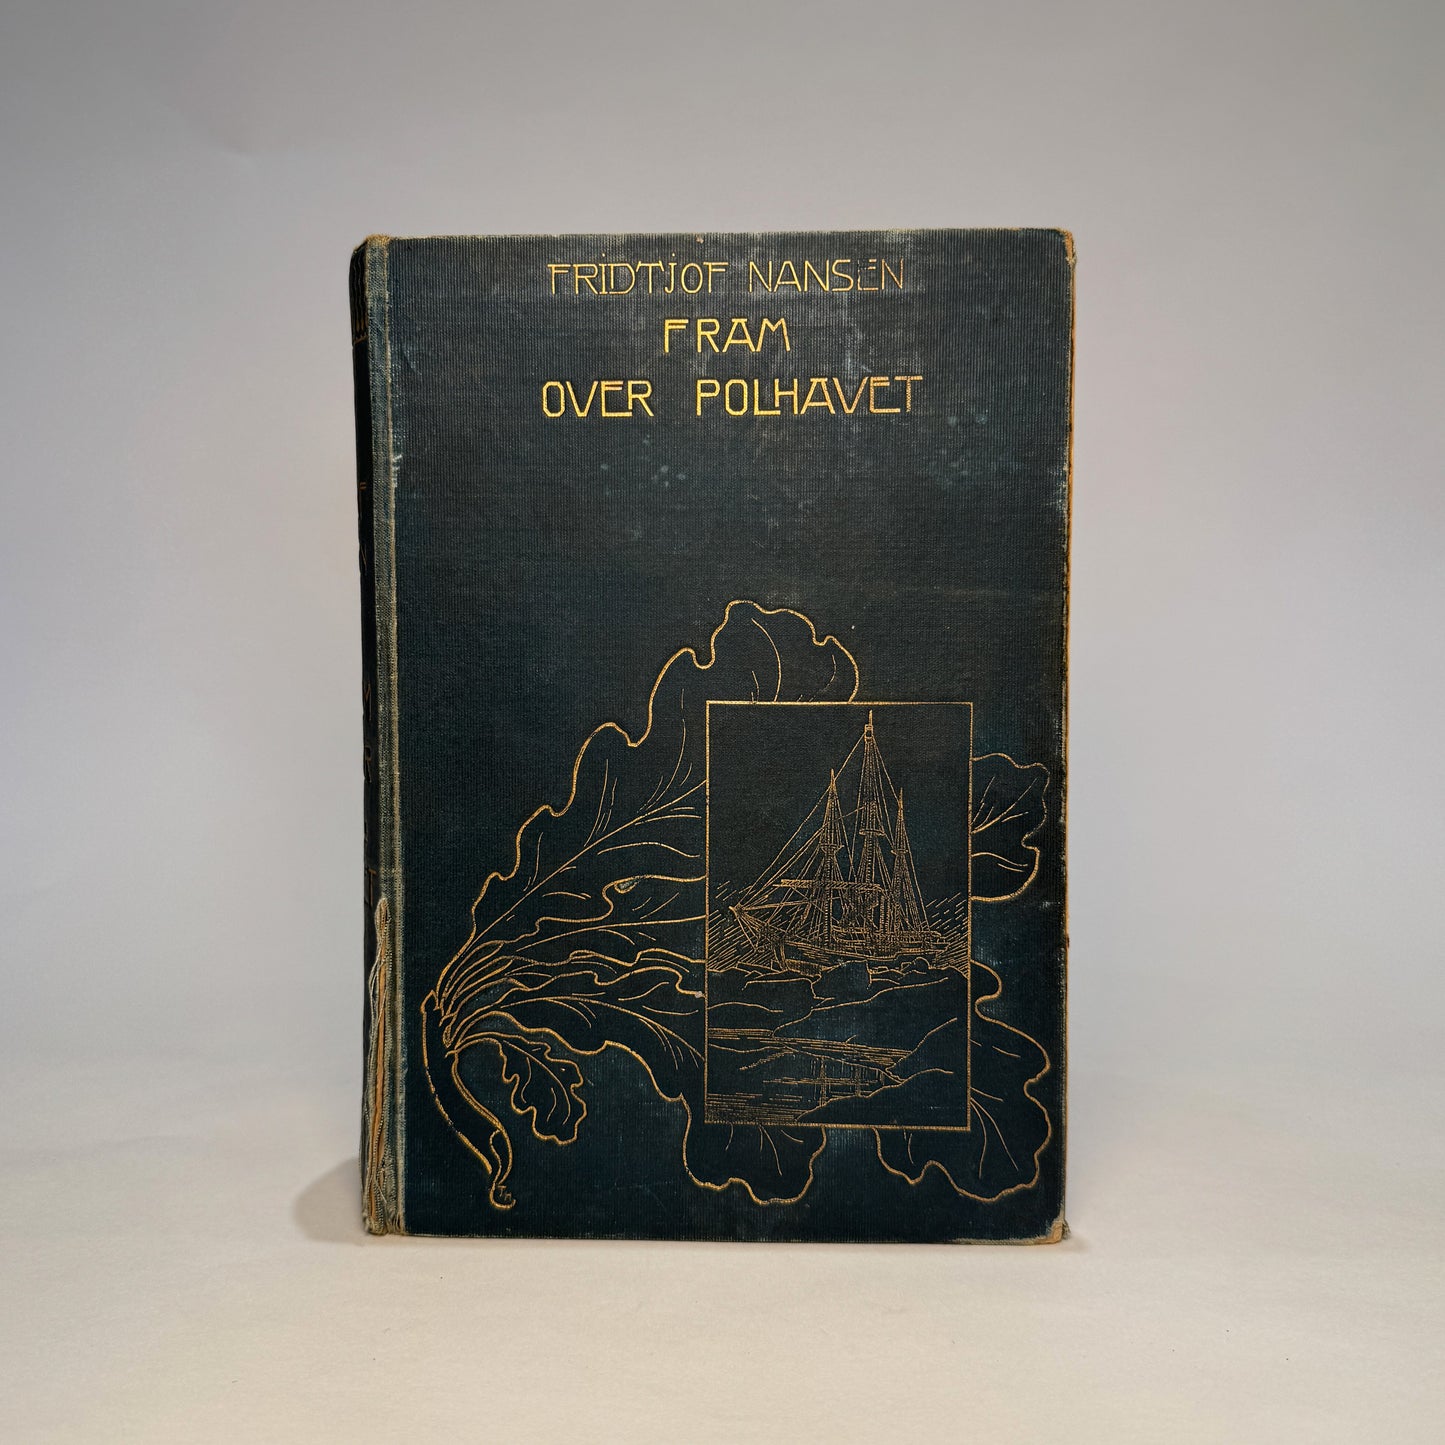 FRIDTJOF NANSEN
FRAM
OVER POLHAVET